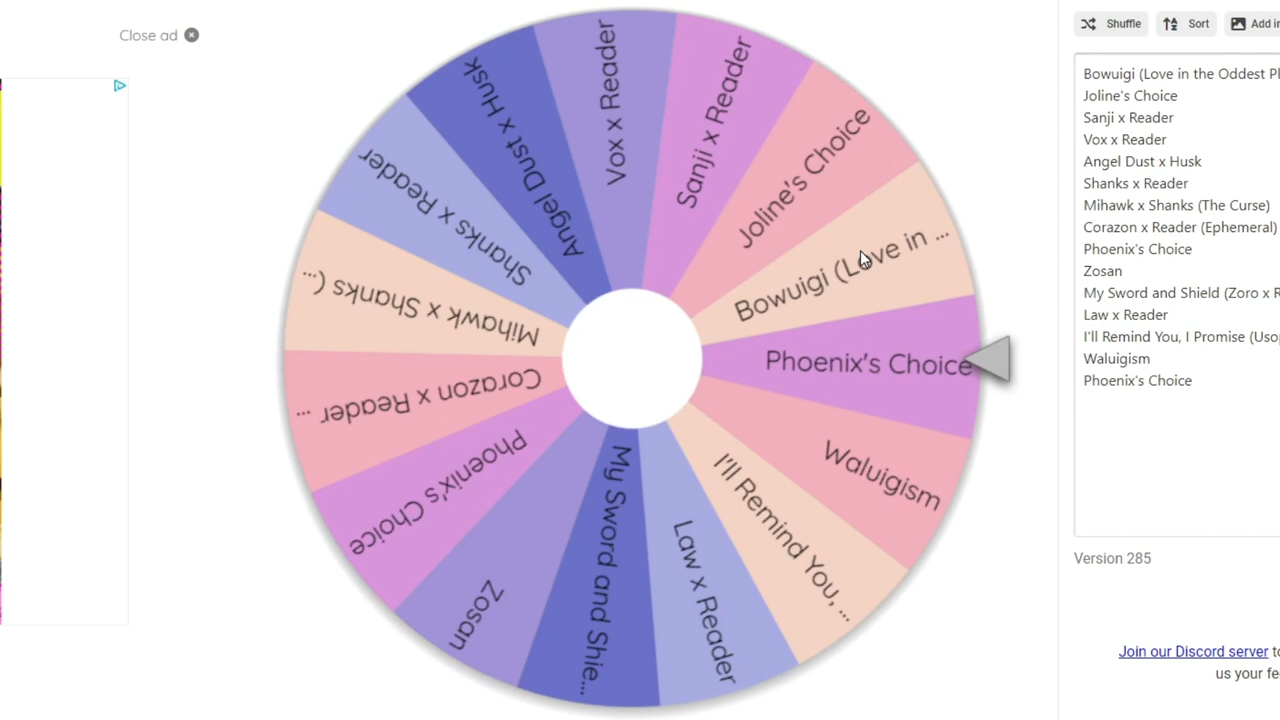 Close ad
Vox x Reader
Sanji x Reader
Joline's Choice
Bowuigi (Love in ...
Phoenix's Choice
Waluigism
I'll Remind You, ...
Law x Reader
My Sword and Shie...
Zosan
Phoenix's Choice
Corazon x Reader ...
Mihawk x Shanks (...
Shanks x Reader
Angel Dust x Husk
Shuffle Sort Add in
Bowuigi (Love in the Oddest Pl
Joline's Choice
Sanji x Reader
Vox x Reader
Angel Dust x Husk
Shanks x Reader
Mihawk x Shanks (The Curse)
Corazon x Reader (Ephemeral)
Phoenix's Choice
Zosan
My Sword and Shield (Zoro x R
Law x Reader
I'll Remind You, I Promise (Usop
Waluigism
Phoenix's Choice
Version 285
Join our Discord server to
us your fe